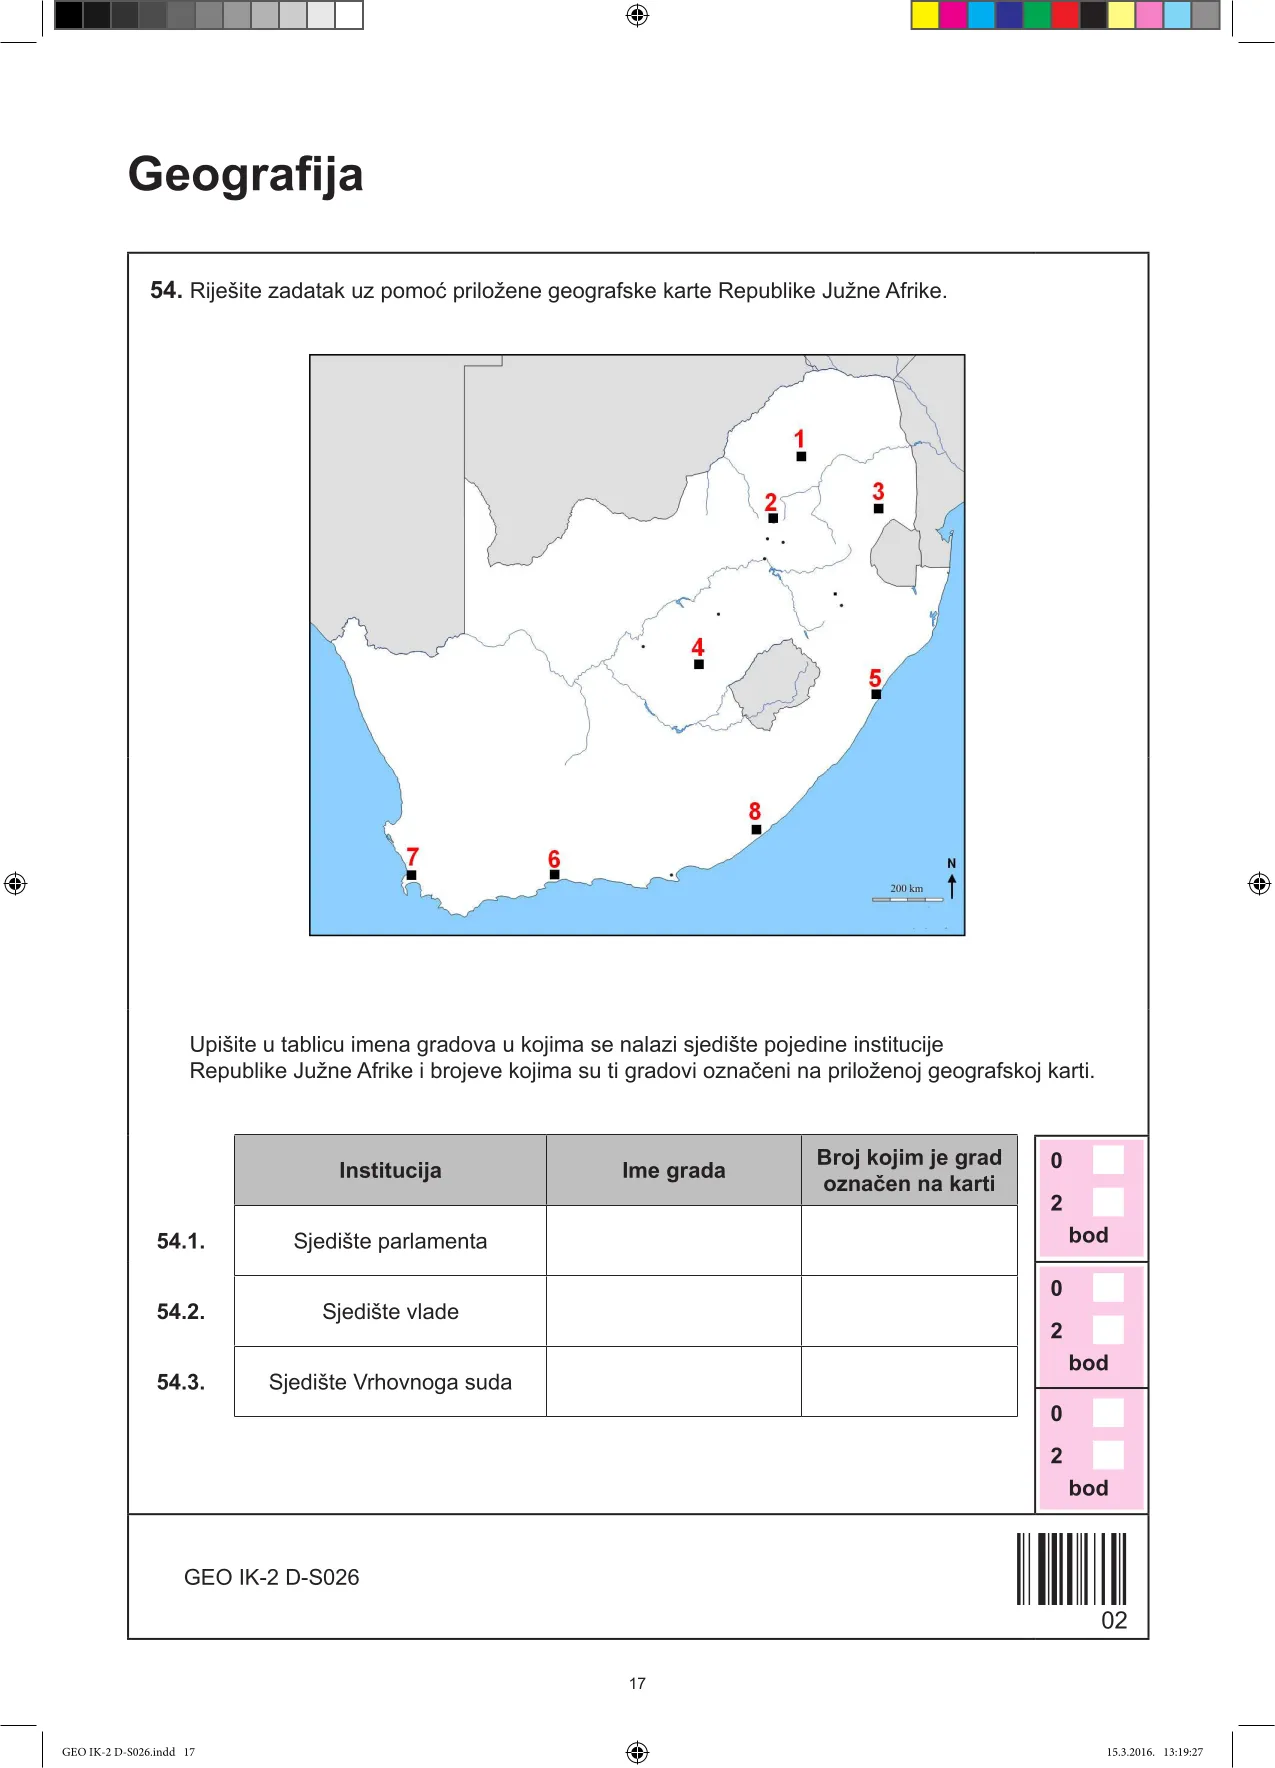 Geografija
54. Riješite zadatak uz pomoć priložene geografske karte Republike Južne Afrike.
1
2
3
4
5
8
7
6
N
200 km
Upišite u tablicu imena gradova u kojima se nalazi sjedište pojedine institucije
Republike Južne Afrike i brojeve kojima su ti gradovi označeni na priloženoj geografskoj karti.
Institucija
Ime grada
Broj kojim je grad
označen na karti
54.1.
Sjedište parlamenta
54.2.
Sjedište vlade
54.3.
Sjedište Vrhovnoga suda
0
2
bod
0
2
bod
0
2
bod
GEO IK-2 D-S026
02
17
GEO IK-2 D-S026.indd 17
15.3.2016. 13:19:27